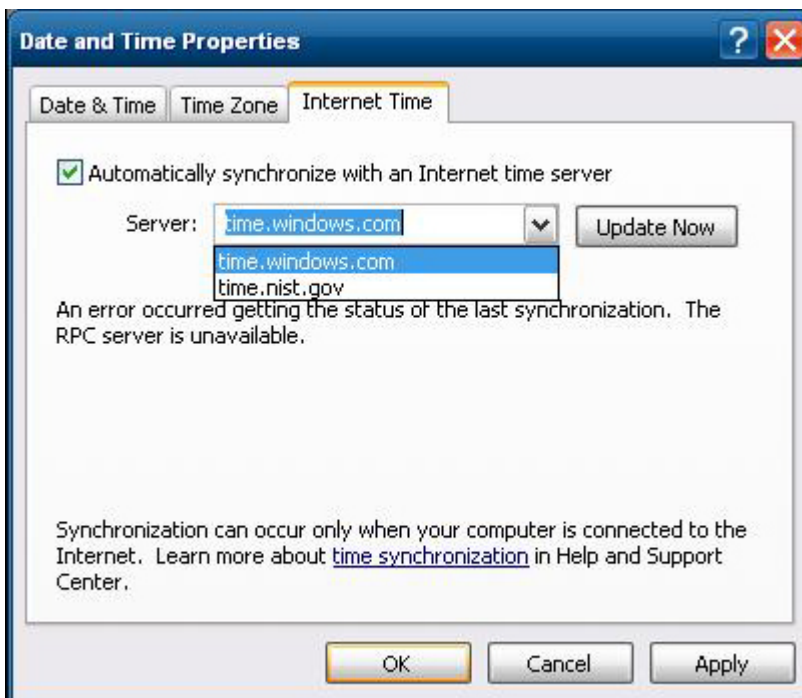 Date and Time Properties
Date & Time Time Zone Internet Time
Automatically synchronize with an Internet time server
Server: time.windows.com Update Now
time.windows.com
time.nist.gov
An error occurred getting the status of the last synchronization. The
RPC server is unavailable.
Synchronization can occur only when your computer is connected to the
Internet. Learn more about time synchronization in Help and Support
Center.
OK Cancel Apply